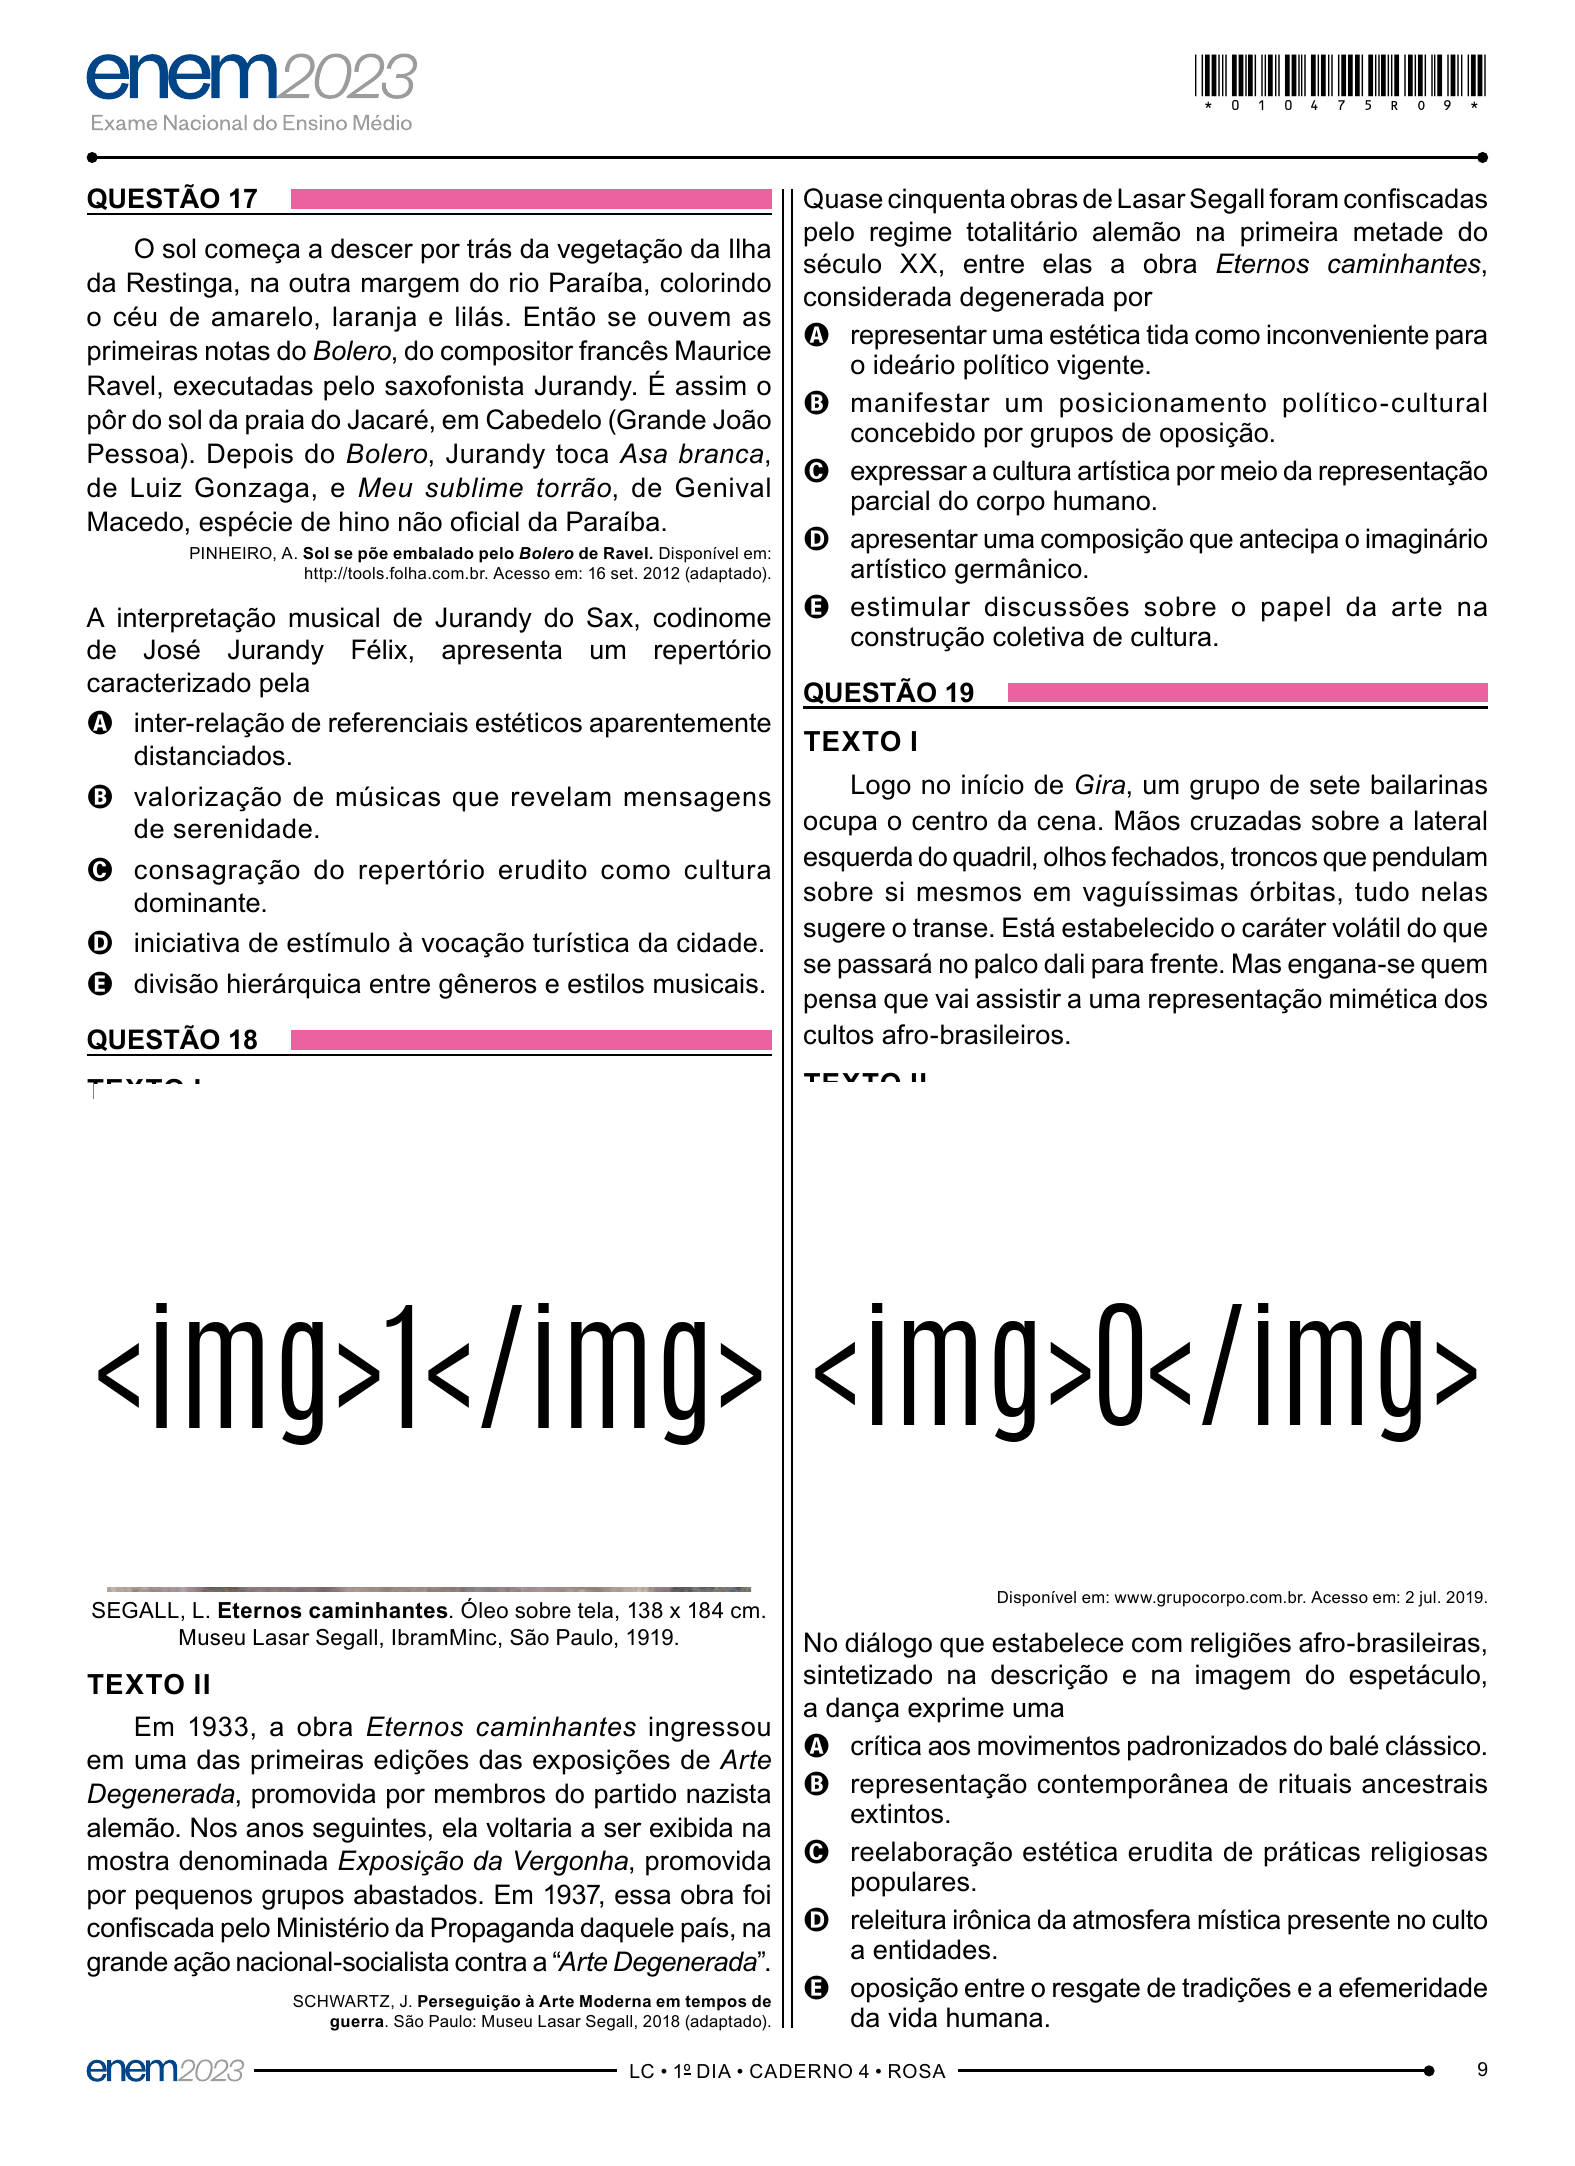 enem2023
Exame Nacional do Ensino Médio
*010475R09*
QUESTÃO 17
O sol começa a descer por trás da vegetação da Ilha
da Restinga, na outra margem do rio Paraíba, colorindo
o céu de amarelo, laranja e lilás. Então se ouvem as
primeiras notas do Bolero, do compositor francês Maurice
Ravel, executadas pelo saxofonista Jurandy. É assim o
pôr do sol da praia do Jacaré, em Cabedelo (Grande João
Pessoa). Depois do Bolero, Jurandy toca Asa branca,
de Luiz Gonzaga, e Meu sublime torrão, de Genival
Macedo, espécie de hino não oficial da Paraíba.
PINHEIRO, A. Sol se põe embalado pelo Bolero de Ravel. Disponível em:
http://tools.folha.com.br. Acesso em: 16 set. 2012 (adaptado).
A interpretação musical de Jurandy do Sax, codinome
de José Jurandy Félix, apresenta um repertório
caracterizado pela
A inter-relação de referenciais estéticos aparentemente
distanciados.
B valorização de músicas que revelam mensagens
de serenidade.
C consagração do repertório erudito como cultura
dominante.
D iniciativa de estímulo à vocação turística da cidade.
E divisão hierárquica entre gêneros e estilos musicais.
QUESTÃO 18
TEXTO I
<img>1</img>
SEGALL, L. Eternos caminhantes. Óleo sobre tela, 138 x 184 cm.
Museu Lasar Segall, IbramMinc, São Paulo, 1919.
TEXTO II
Em 1933, a obra Eternos caminhantes ingressou
em uma das primeiras edições das exposições de Arte
Degenerada, promovida por membros do partido nazista
alemão. Nos anos seguintes, ela voltaria a ser exibida na
mostra denominada Exposição da Vergonha, promovida
por pequenos grupos abastados. Em 1937, essa obra foi
confiscada pelo Ministério da Propaganda daquele país, na
grande ação nacional-socialista contra a “Arte Degenerada”.
SCHWARTZ, J. Perseguição à Arte Moderna em tempos de
guerra. São Paulo: Museu Lasar Segall, 2018 (adaptado).
Quase cinquenta obras de Lasar Segall foram confiscadas
pelo regime totalitário alemão na primeira metade do
século XX, entre elas a obra Eternos caminhantes,
considerada degenerada por
A representar uma estética tida como inconveniente para
o ideário político vigente.
B manifestar um posicionamento político-cultural
concebido por grupos de oposição.
C expressar a cultura artística por meio da representação
parcial do corpo humano.
D apresentar uma composição que antecipa o imaginário
artístico germânico.
E estimular discussões sobre o papel da arte na
construção coletiva de cultura.
QUESTÃO 19
TEXTO I
Logo no início de Gira, um grupo de sete bailarinas
ocupa o centro da cena. Mãos cruzadas sobre a lateral
esquerda do quadril, olhos fechados, troncos que pendulam
sobre si mesmos em vaguíssimas órbitas, tudo nelas
sugere o transe. Está estabelecido o caráter volátil do que
se passará no palco dali para frente. Mas engana-se quem
pensa que vai assistir a uma representação mimética dos
cultos afro-brasileiros.
TEXTO II
<img>0</img>
Disponível em: www.grupocorpo.com.br. Acesso em: 2 jul. 2019.
No diálogo que estabelece com religiões afro-brasileiras,
sintetizado na descrição e na imagem do espetáculo,
a dança exprime uma
A crítica aos movimentos padronizados do balé clássico.
B representação contemporânea de rituais ancestrais
extintos.
C reelaboração estética erudita de práticas religiosas
populares.
D releitura irônica da atmosfera mística presente no culto
a entidades.
E oposição entre o resgate de tradições e a efemeridade
da vida humana.
enem2023
LC • 1º DIA • CADERNO 4 • ROSA
9